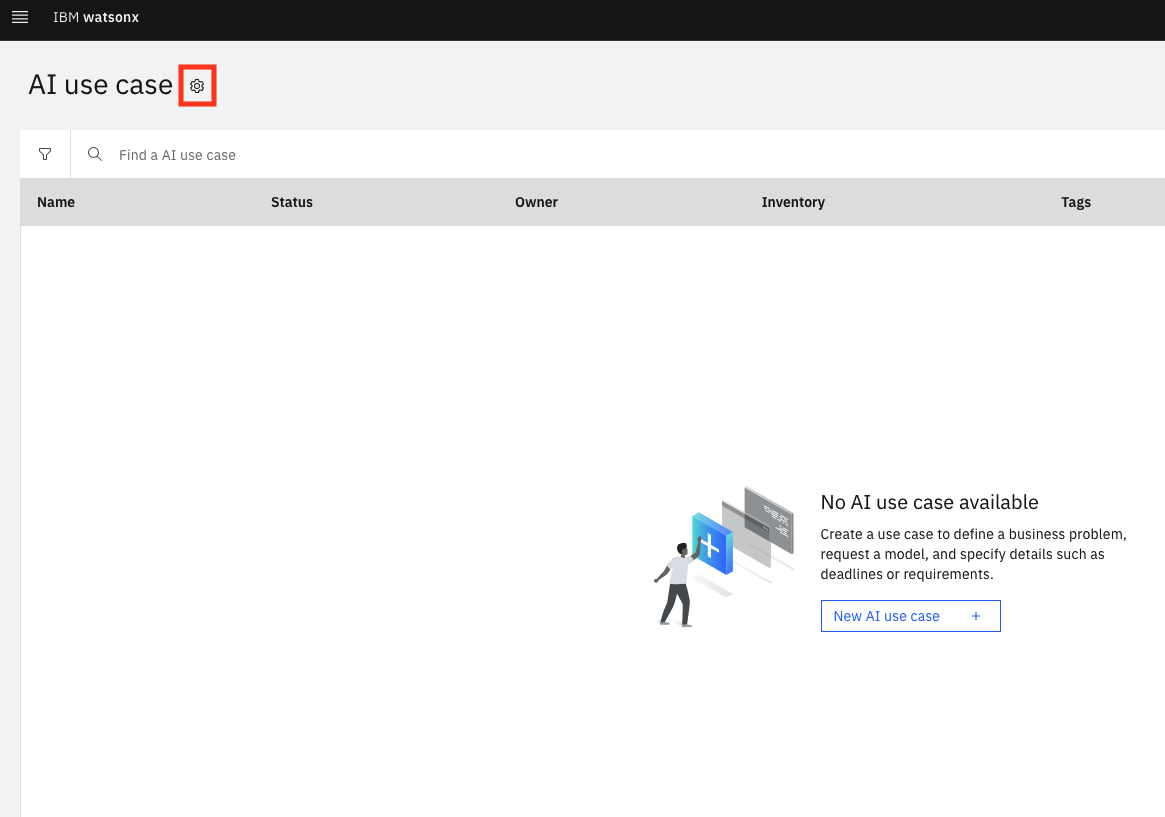 IBM watsonx
AI use case
Find a AI use case
Name Status Owner Inventory Tags
No AI use case available
Create a use case to define a business problem,
request a model, and specify details such as
deadlines or requirements.
New AI use case +